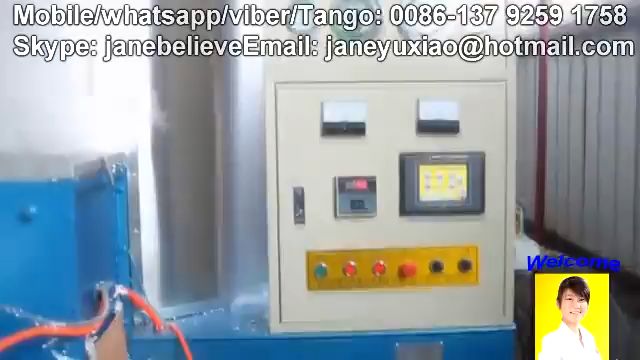 Mobile/whatsapp/viber/Tango: 0086-137 9259 1758
Skype: janebelieveEmail: janeyuxiao@hotmail.com
Welcome